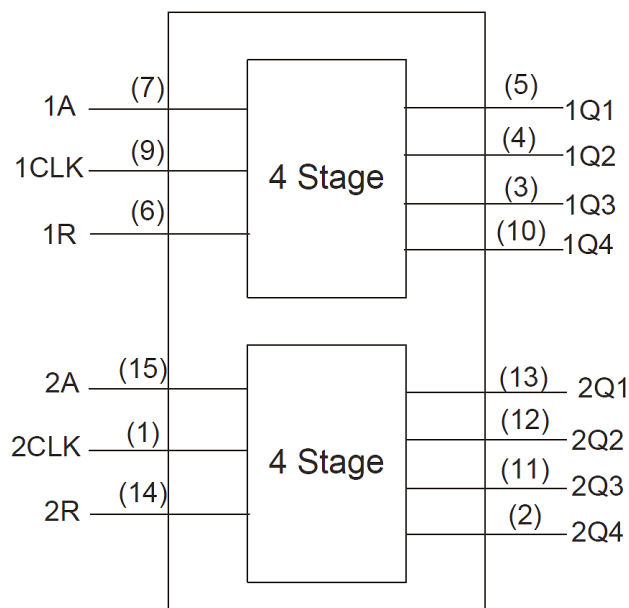 (7)
1A
(9)
1CLK
(6)
1R
4 Stage
(5)
1Q1
(4)
1Q2
(3)
1Q3
(10)
1Q4
(15)
2A
(1)
2CLK
(14)
2R
4 Stage
(13)
2Q1
(12)
2Q2
(11)
2Q3
(2)
2Q4